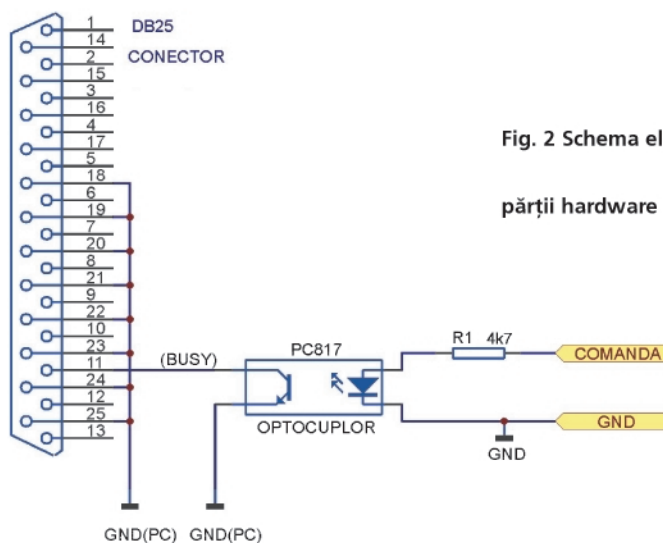 1
DB25
14
2
CONECTOR
15
3
16
4
17
5
18
6
19
7
20
8
21
9
22
10
23
11
24
12
25
13
(BUSY)
PC817
OPTOCUPLOR
R1 4k7
COMANDA
GND
GND
GND(PC)
GND(PC)
Fig. 2 Schema el
părții hardware